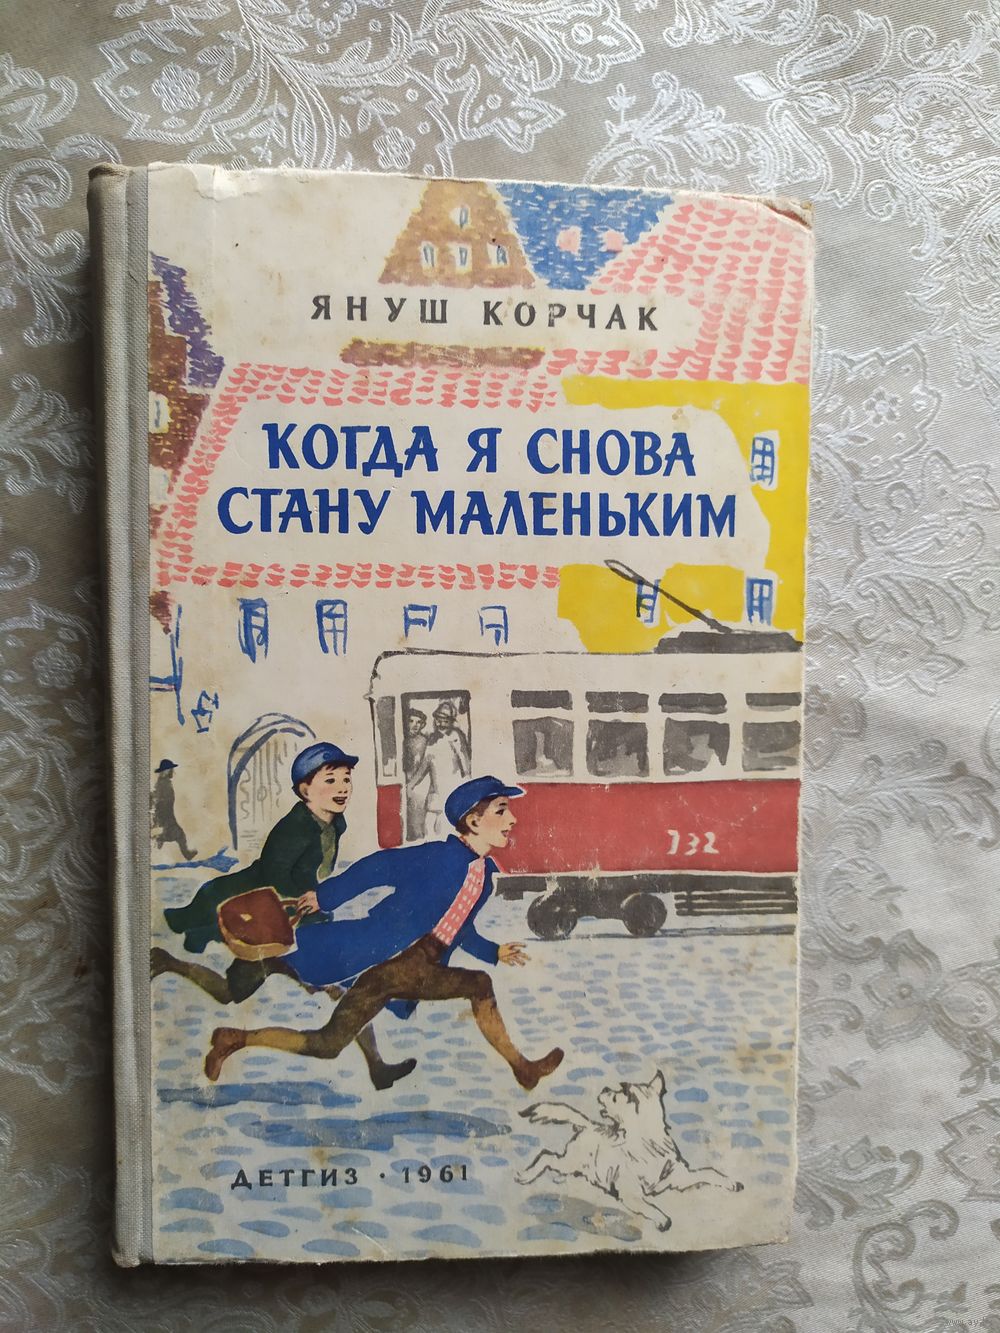 ЯНУШ КОРЧАК
КОГДА Я СНОВА
СТАНУ МАЛЕНЬКИМ
732
ДЕТГИЗ · 1961